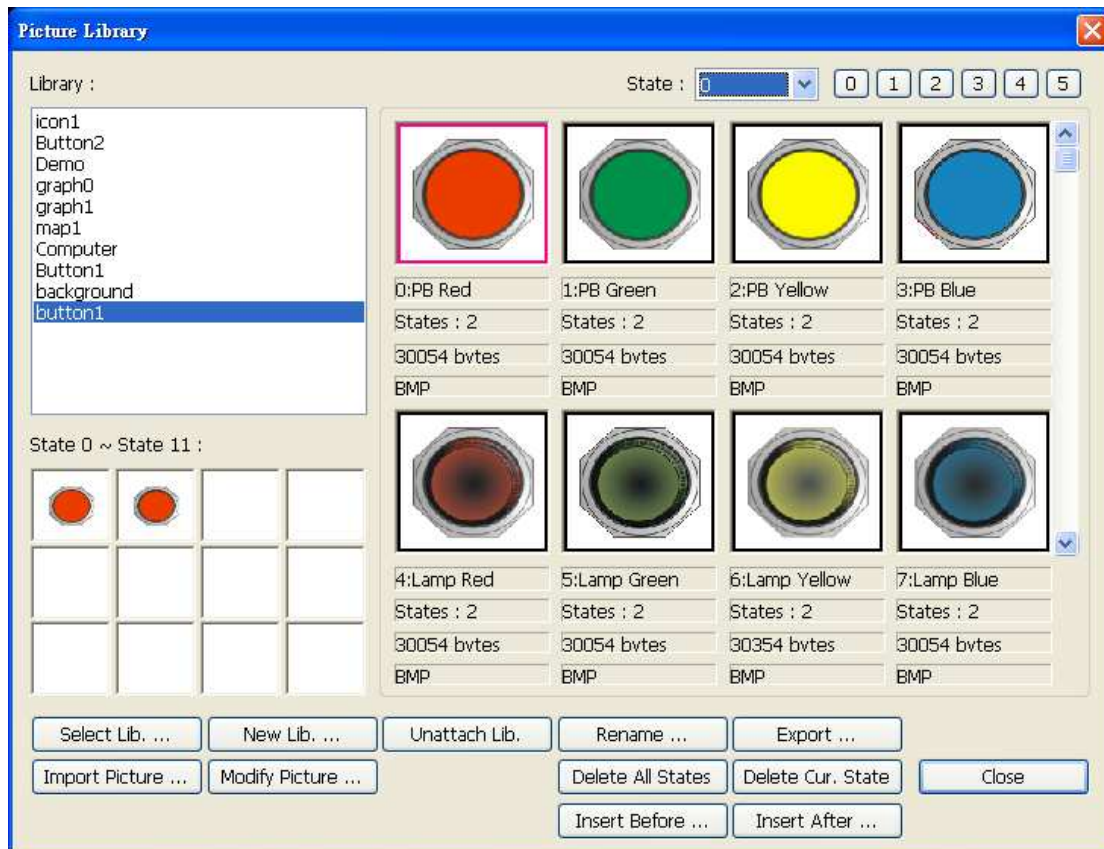 Picture Library
Library :
State : 0 0 1 2 3 4 5
icon1
Button2
Demo
graph0
graph1
map1
Computer
Button1
background
button1
0:PB Red 1:PB Green 2:PB Yellow 3:PB Blue
States : 2 States : 2 States : 2 States : 2
30054 bytes 30054 bytes 30054 bytes 30054 bytes
BMP BMP BMP BMP
State 0 ~ State 11 :
4:Lamp Red 5:Lamp Green 6:Lamp Yellow 7:Lamp Blue
States : 2 States : 2 States : 2 States : 2
30054 bytes 30054 bytes 30354 bytes 30054 bytes
BMP BMP BMP BMP
Select Lib. ... New Lib. ... Unattach Lib. Rename ... Export ...
Import Picture ... Modify Picture ... Delete All States Delete Cur. State Close
Insert Before ... Insert After ...